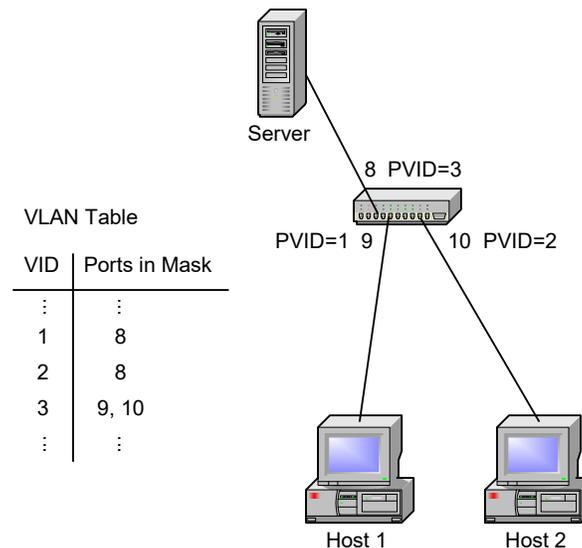 Server
8 PVID=3
PVID=1 9
10 PVID=2
VLAN Table
VID Ports in Mask
⋮ ⋮
1 8
2 8
3 9, 10
⋮ ⋮
Host 1
Host 2